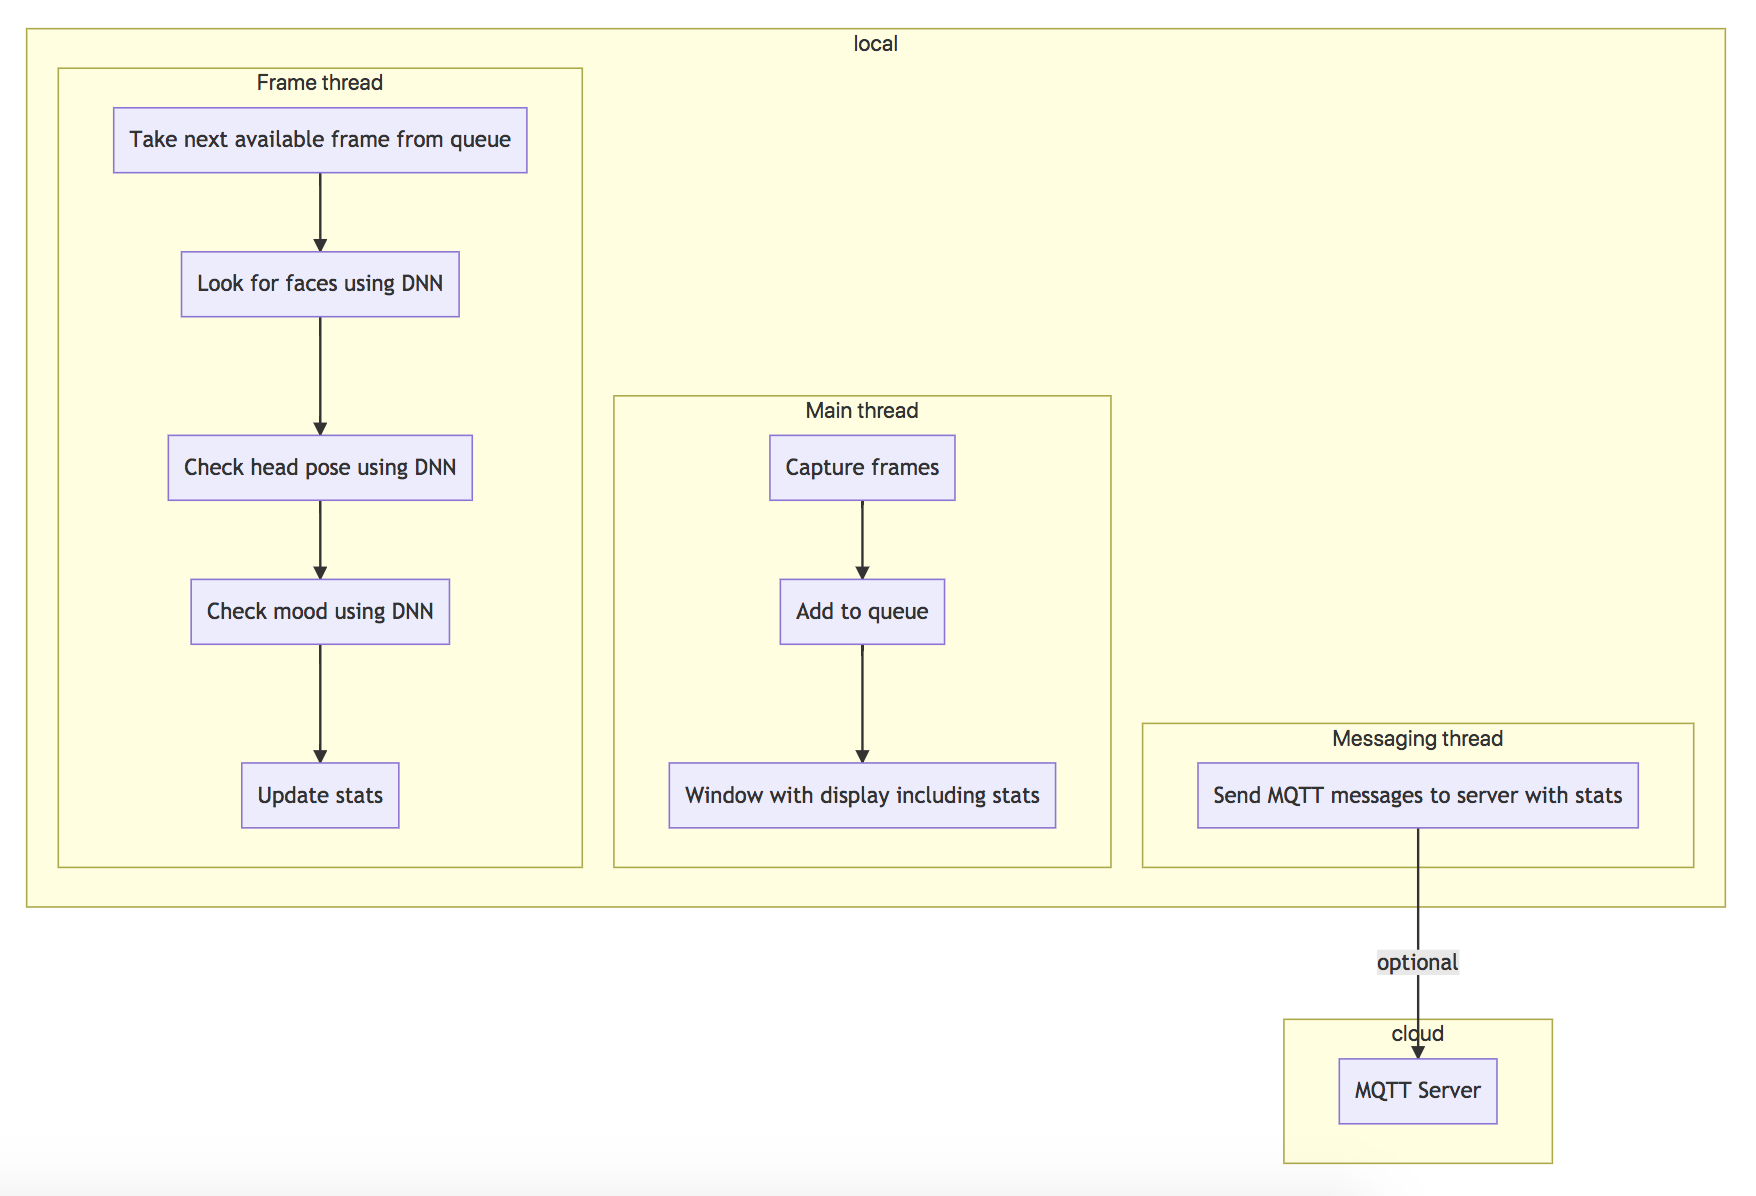 local
Frame thread
Take next available frame from queue
Look for faces using DNN
Check head pose using DNN
Check mood using DNN
Update stats
Main thread
Capture frames
Add to queue
Window with display including stats
Messaging thread
Send MQTT messages to server with stats
optional
cloud
MQTT Server